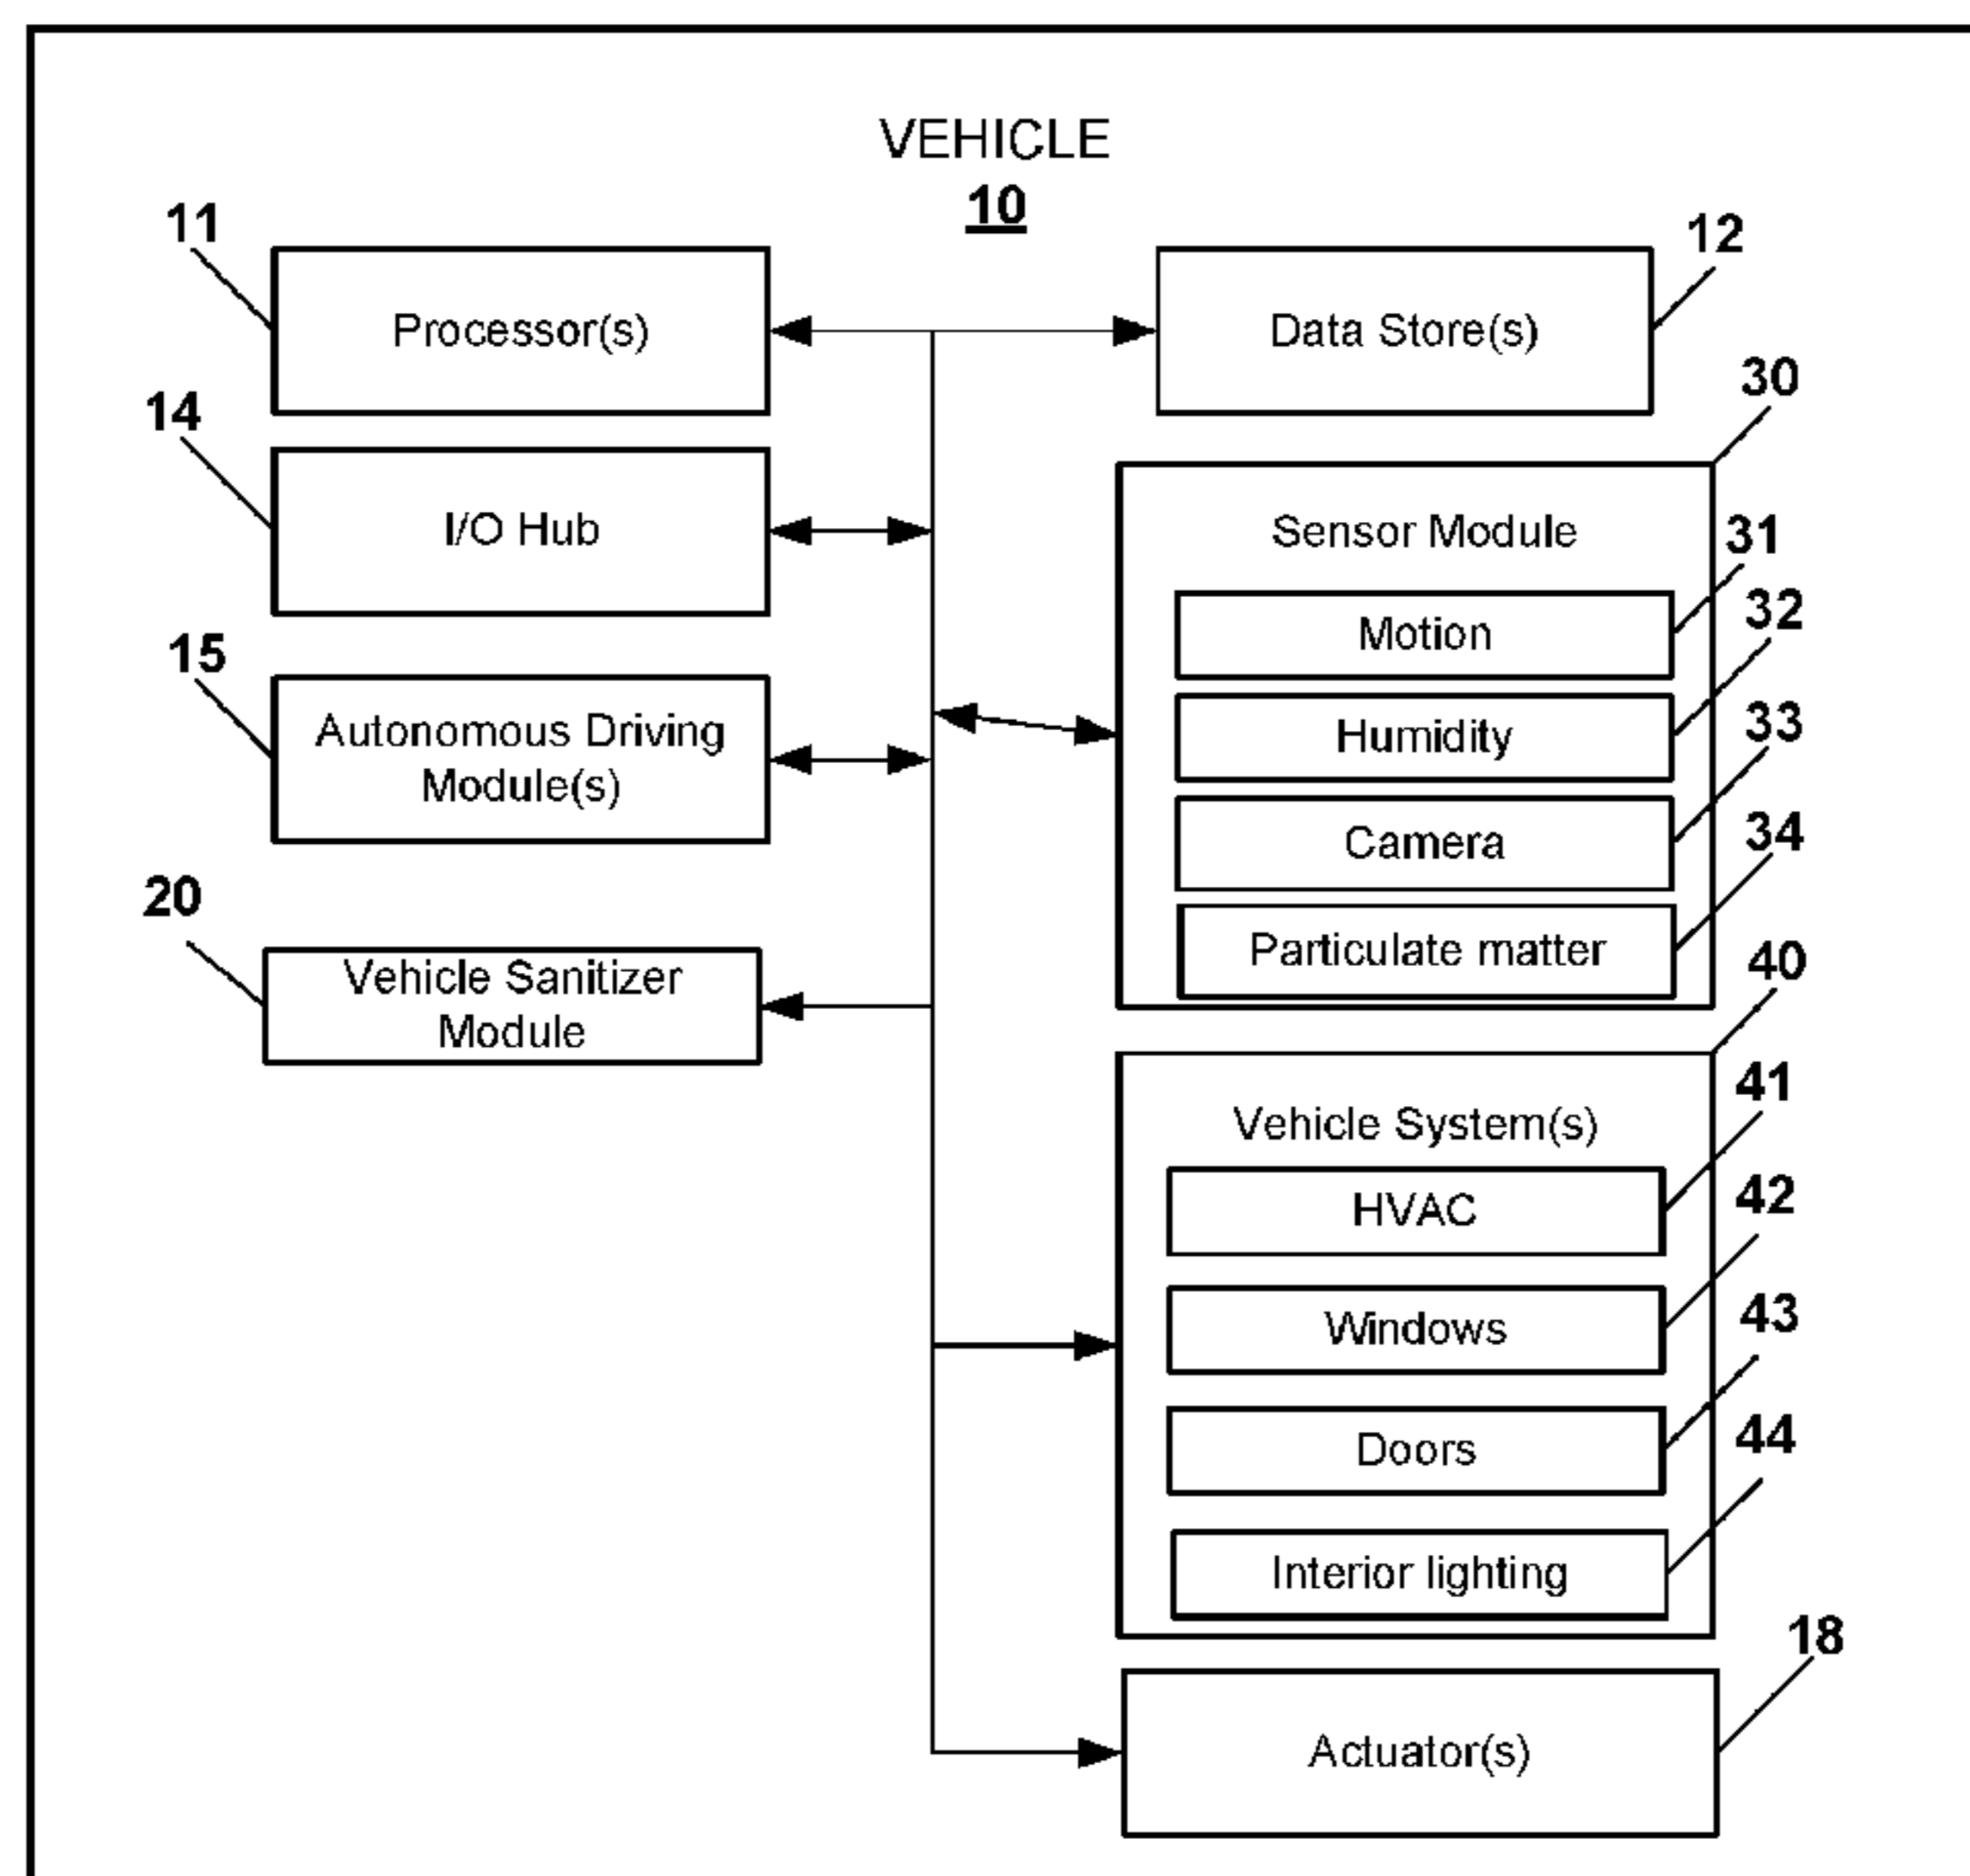 VEHICLE
10
11
Processor(s)
12
Data Store(s)
14
I/O Hub
15
Autonomous Driving
Module(s)
20
Vehicle Sanitizer
Module
30
Sensor Module
31
Motion
32
Humidity
33
Camera
34
Particulate matter
40
Vehicle System(s)
41
HVAC
42
Windows
43
Doors
44
Interior lighting
18
Actuator(s)